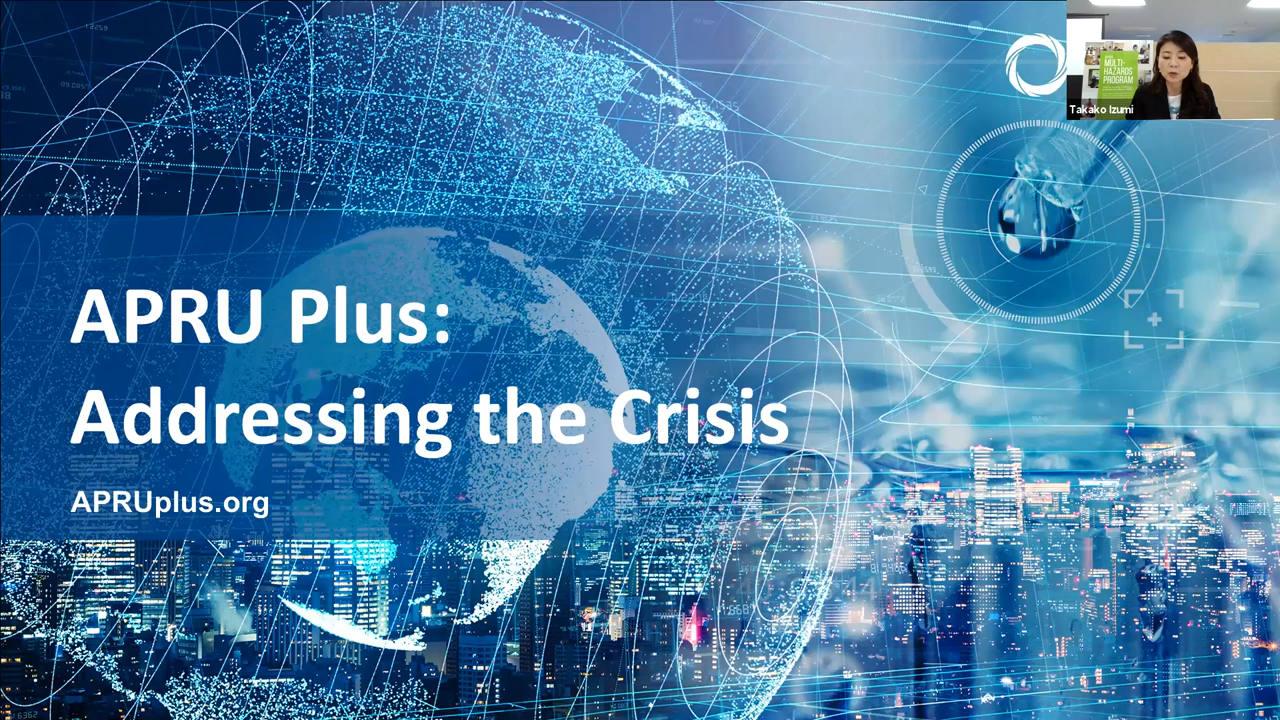 APRU Plus:
Addressing the Crisis
APRUplus.org
MULTI-
HAZARDS
PROGRAM
Takako Izumi